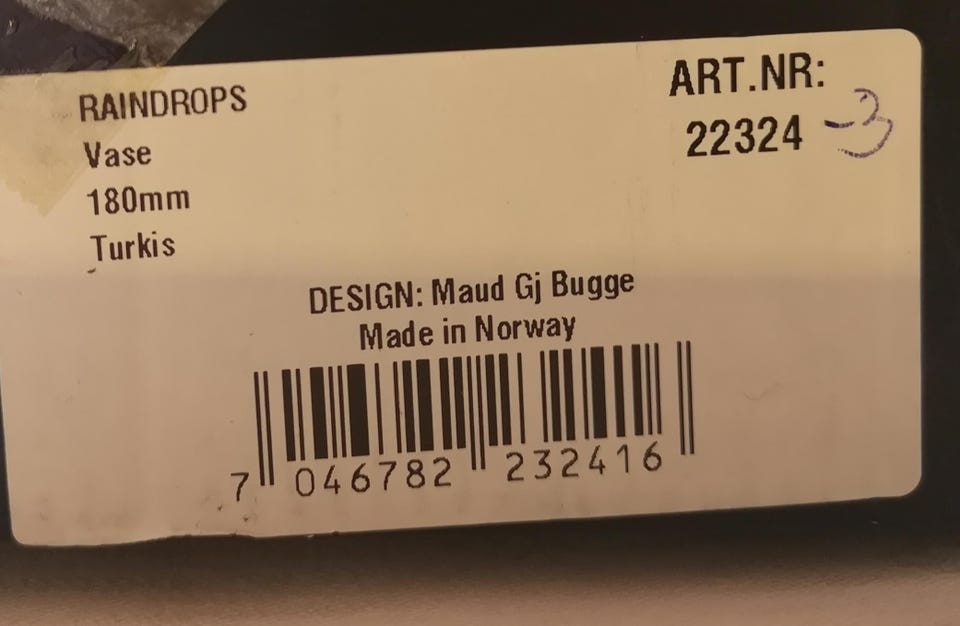 RAINDROPS
Vase
180mm
Turkis
ART.NR:
22324 -3
DESIGN: Maud Gj Bugge
Made in Norway
7 046782 232416